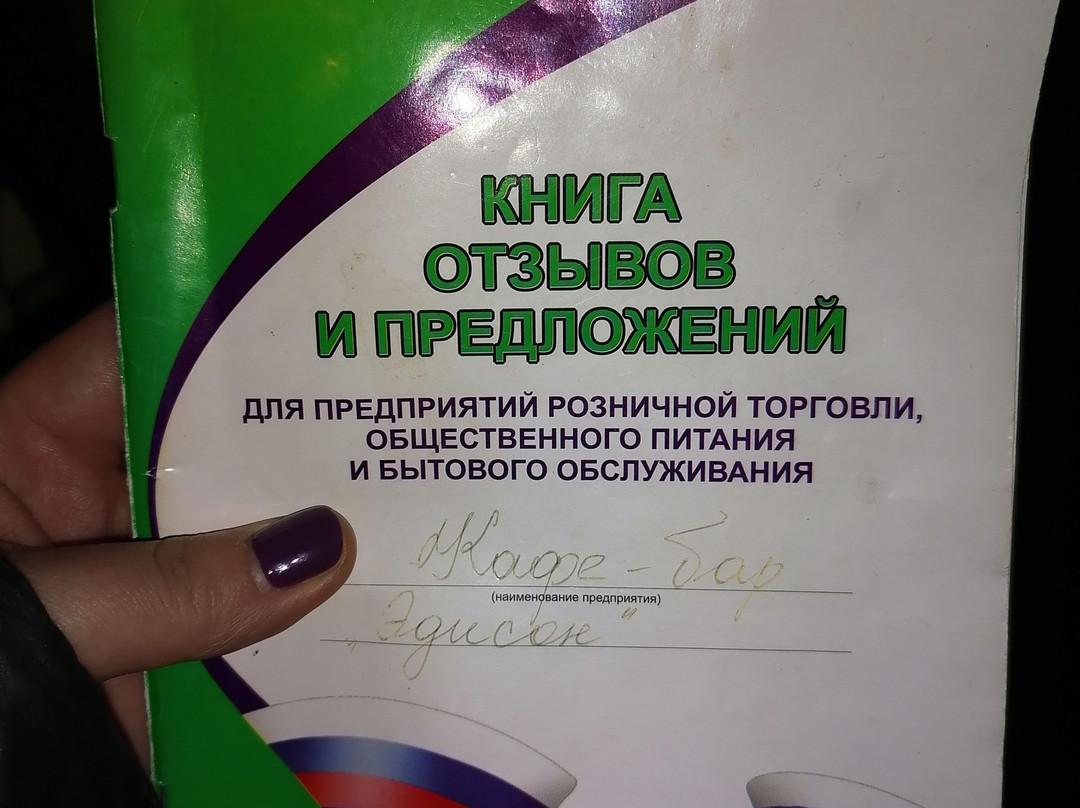 КНИГА
ОТЗЫВОВ
И ПРЕДЛОЖЕНИЙ
ДЛЯ ПРЕДПРИЯТИЙ РОЗНИЧНОЙ ТОРГОВЛИ,
ОБЩЕСТВЕННОГО ПИТАНИЯ
И БЫТОВОГО ОБСЛУЖИВАНИЯ
Кафе - бар
(наименование предприятия)
„Эдисон"